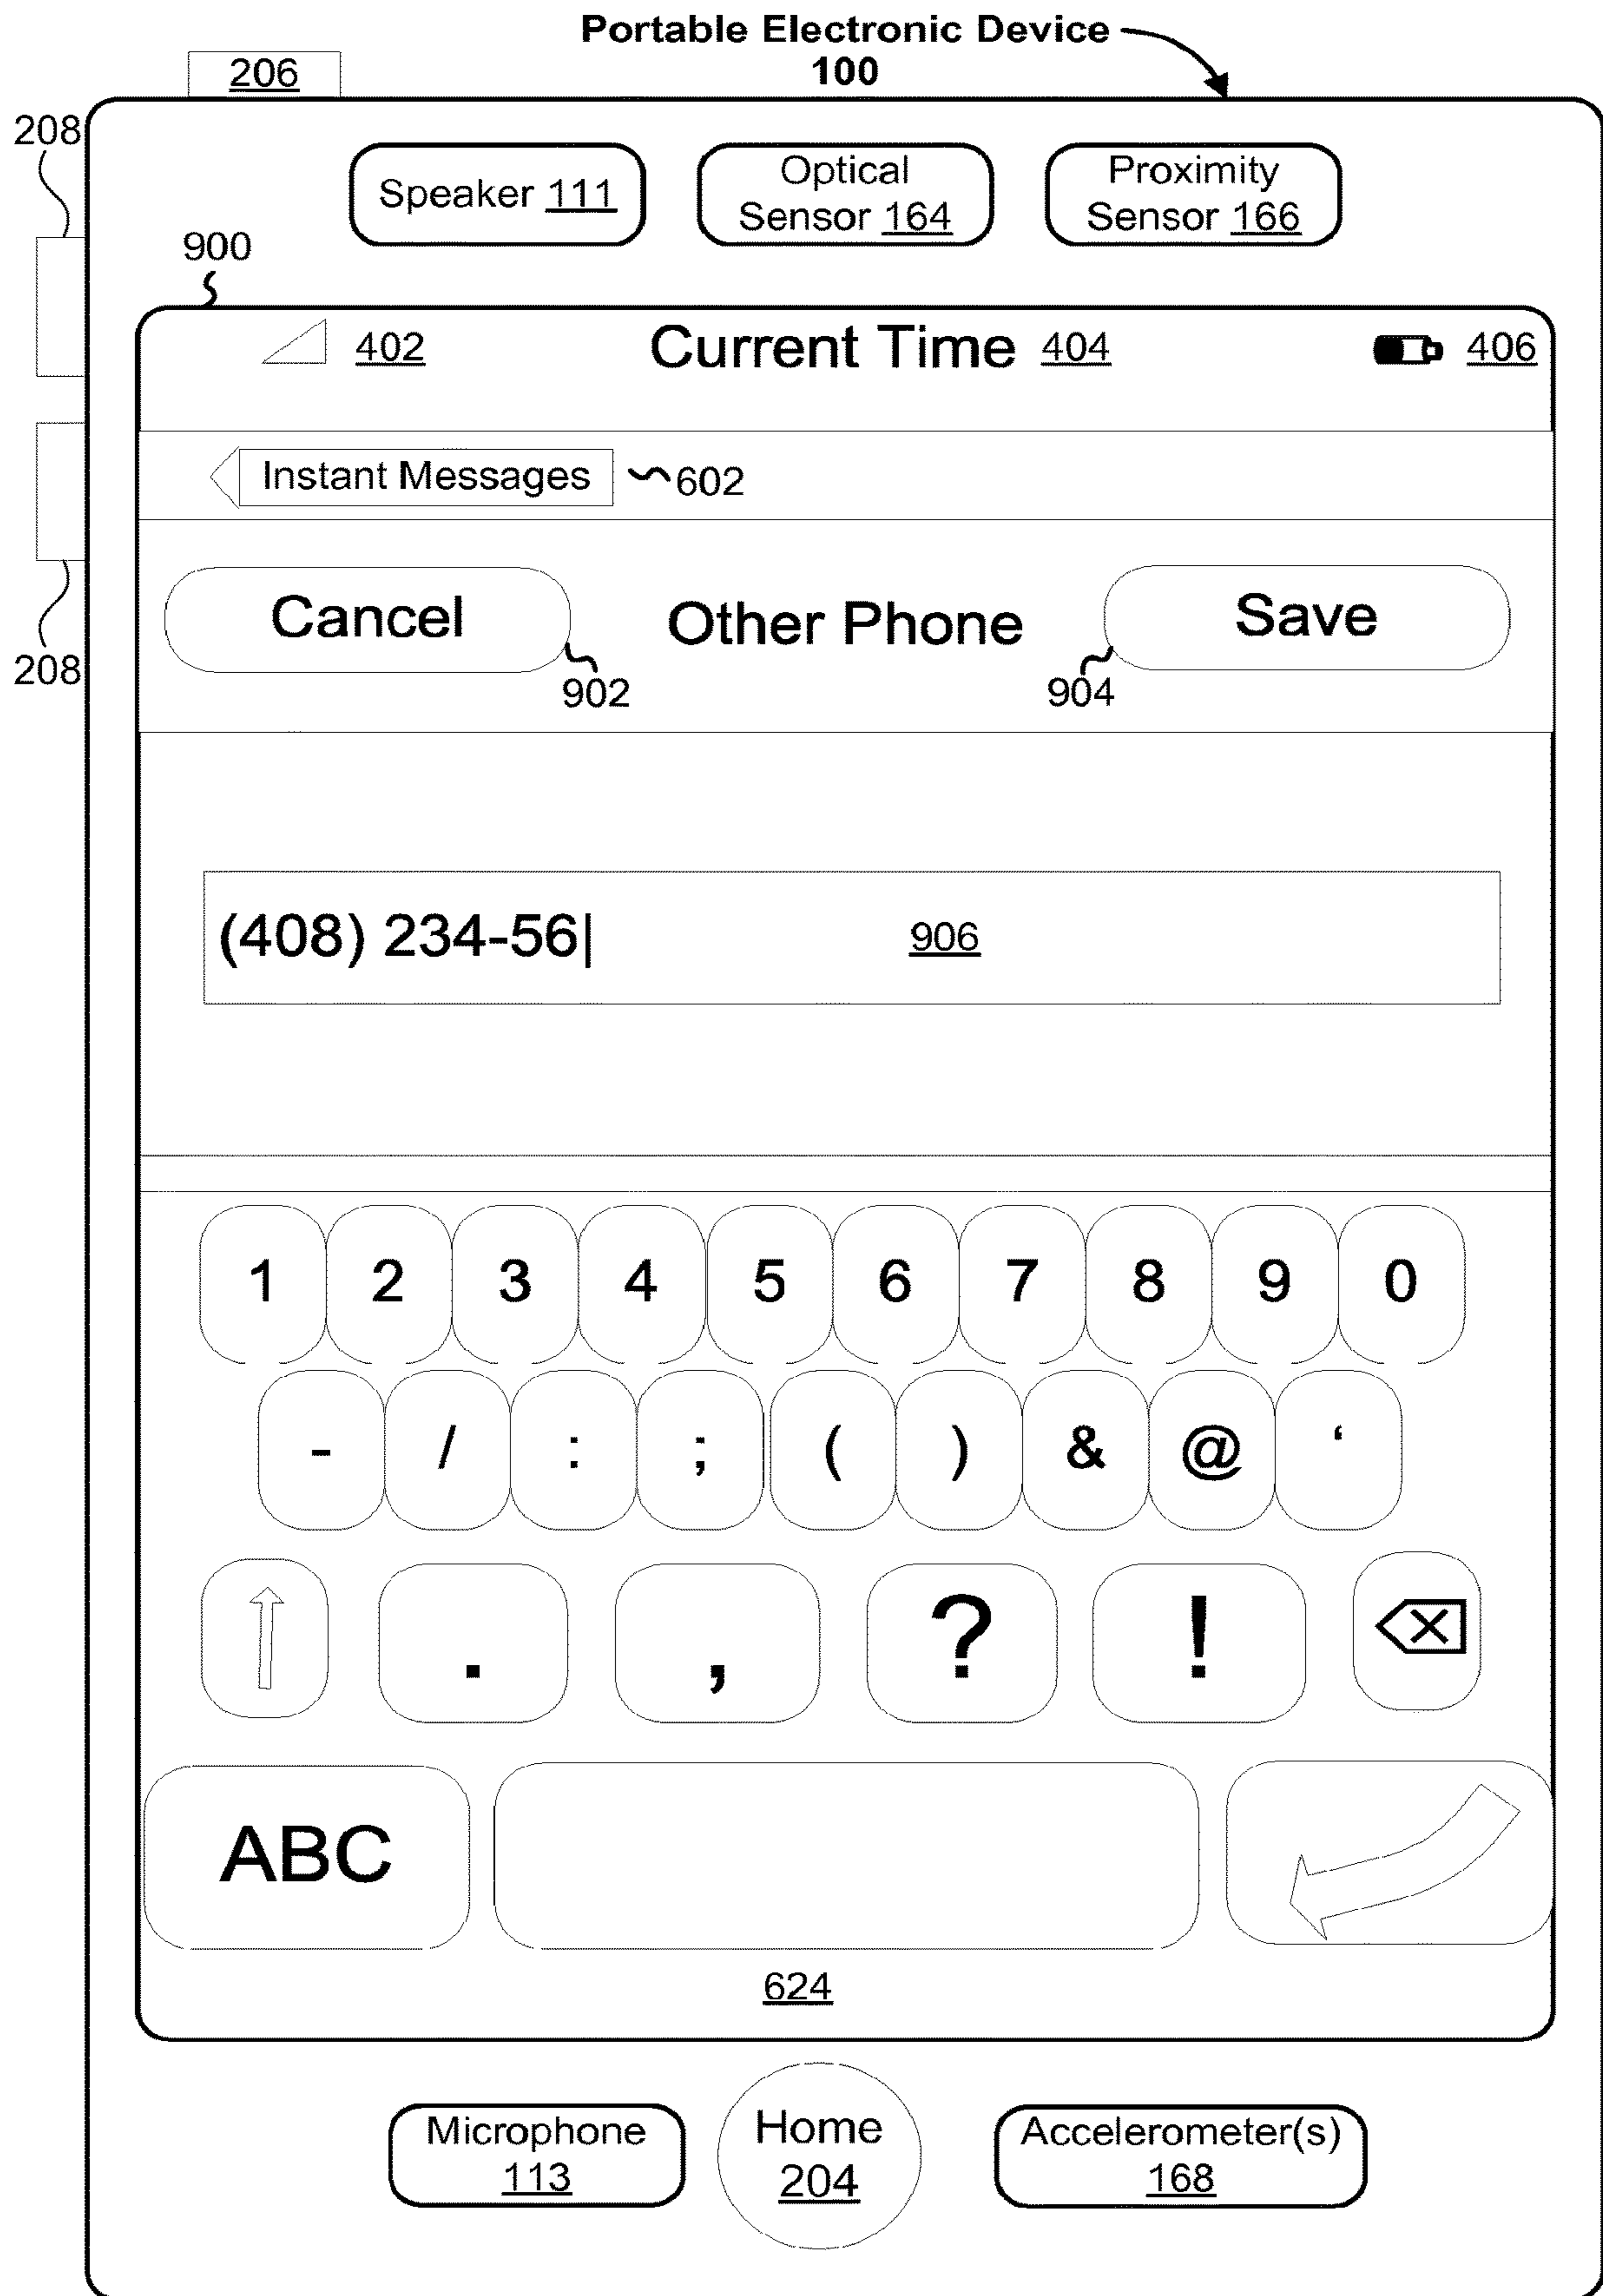 Portable Electronic Device
100
206
208
Speaker 111
Optical
Sensor 164
Proximity
Sensor 166
900
402
Current Time 404
406
Instant Messages
602
Cancel
Other Phone
Save
208
902
904
(408) 234-56|
906
1 2 3 4 5 6 7 8 9 0
- / : ; ( ) & @ ‘
. , ? !
ABC
624
Microphone
113
Home
204
Accelerometer(s)
168